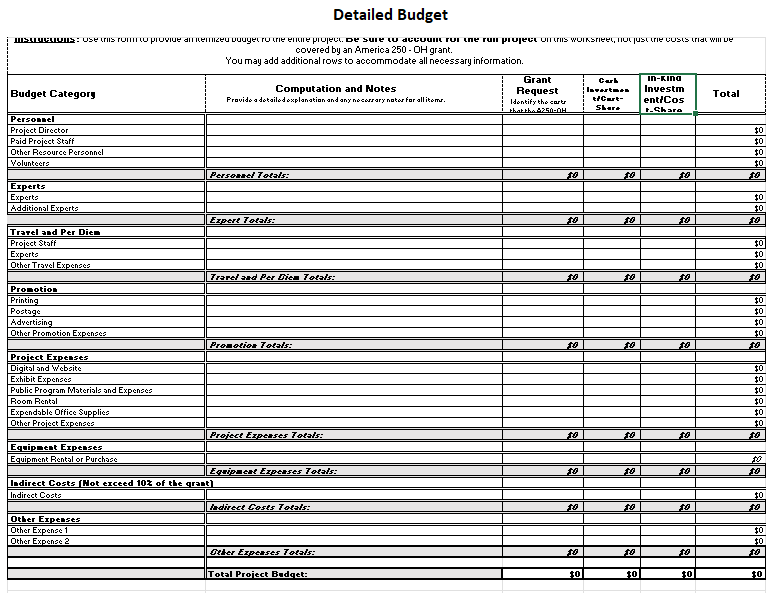 Detailed Budget
Instructions: Use this form to provide an itemized budget fo the entire project. Be sure to account for the full project on this worksheet, not just the costs that will be
covered by an America 250 - OH grant.
You may add additional rows to accommodate all necessary information.
Budget Category
Computation and Notes
Provide a detailed explanation and any necessary notes for all items.
Grant
Request
Identify the costs
that the A250-OH
Cash
Investmen
t/Cost-
Share
In-Kind
Investm
ent/Cos
t-Share
Total
Personnel
Project Director $0
Paid Project Staff $0
Other Resource Personnel $0
Volunteers $0
Personnel Totals: $0 $0 $0 $0
Experts
Experts $0
Additional Experts $0
Expert Totals: $0 $0 $0 $0
Travel and Per Diem
Project Staff $0
Experts $0
Other Travel Expenses $0
Travel and Per Diem Totals: $0 $0 $0 $0
Promotion
Printing $0
Postage $0
Advertising $0
Other Promotion Expenses $0
Promotion Totals: $0 $0 $0 $0
Project Expenses
Digital and Website $0
Exhibit Expenses $0
Public Program Materials and Expenses $0
Room Rental $0
Expendable Office Supplies $0
Other Project Expenses $0
Project Expenses Totals: $0 $0 $0 $0
Equipment Expenses
Equipment Rental or Purchase $0
Equipment Expenses Totals: $0 $0 $0 $0
Indirect Costs (Not exceed 10% of the grant)
Indirect Costs $0
Indirect Costs Totals: $0 $0 $0 $0
Other Expenses
Other Expense 1 $0
Other Expense 2 $0
Other Expenses Totals: $0 $0 $0 $0
Total Project Budget: $0 $0 $0 $0